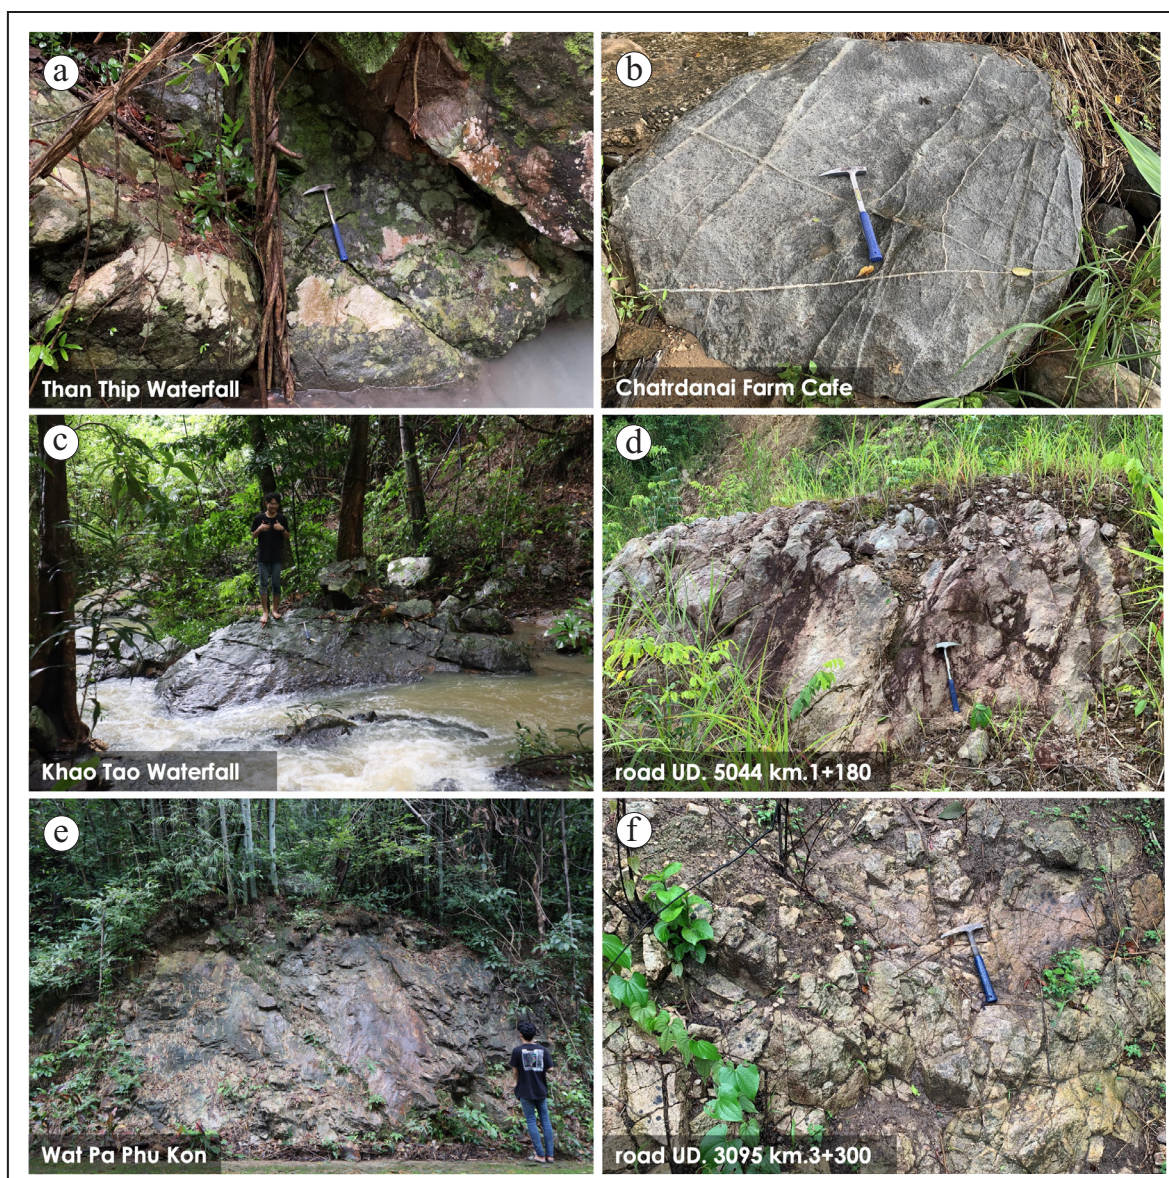 a
Than Thip Waterfall
b
Chatrdanai Farm Cafe
c
Khao Tao Waterfall
d
road UD. 5044 km.1+180
e
Wat Pa Phu Kon
f
road UD. 3095 km.3+300